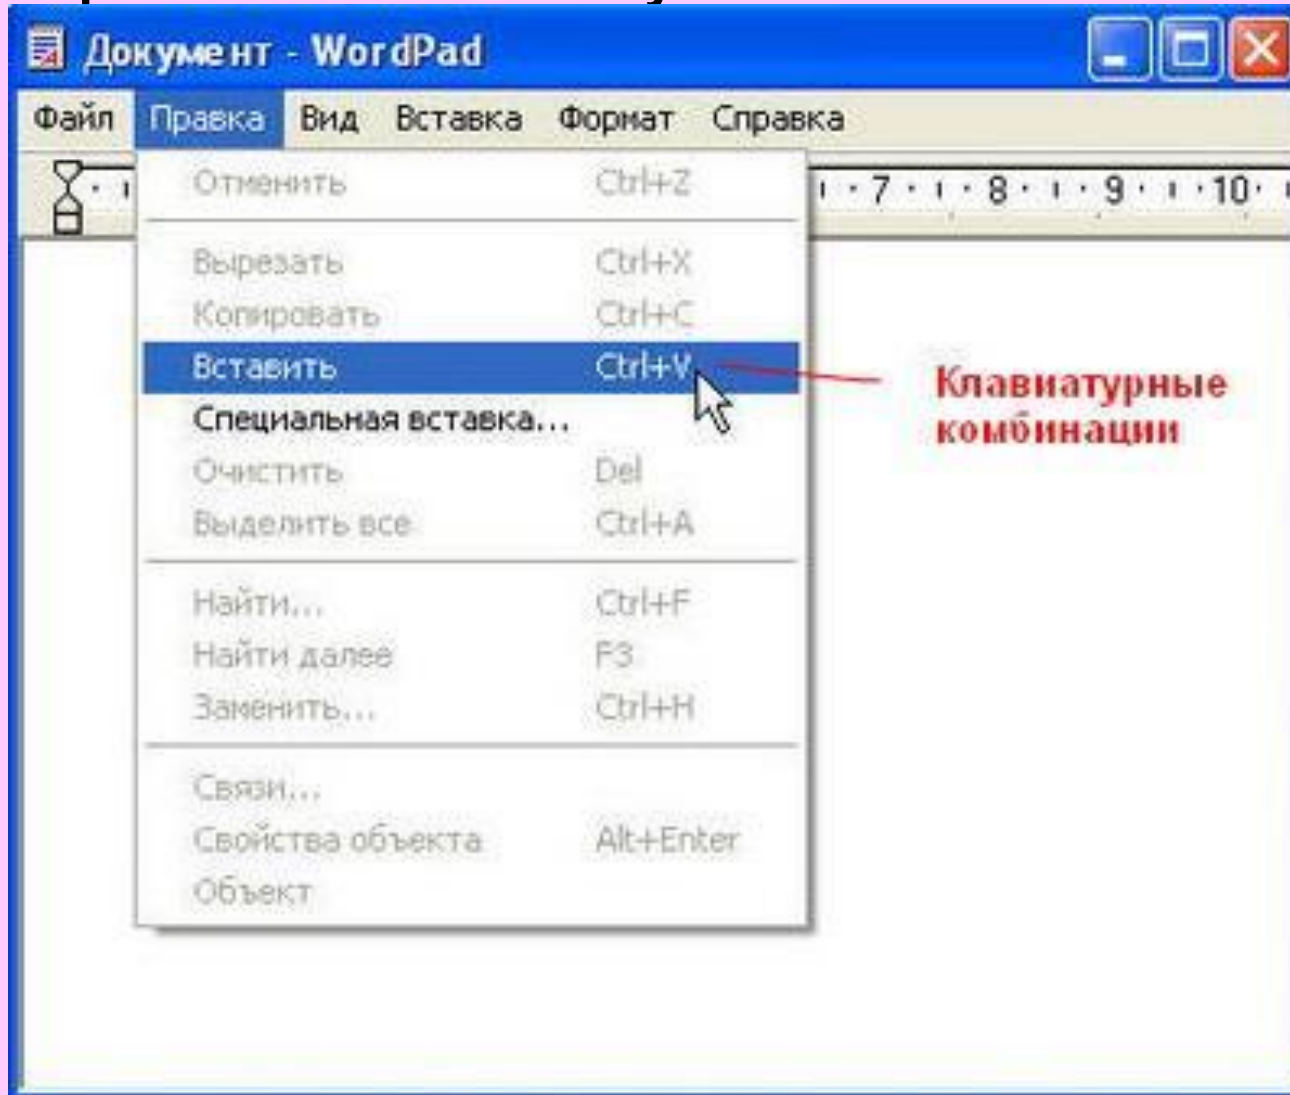 Документ - WordPad
Файл Правка Вид Вставка Формат Справка
7 8 9 10
Отменить Ctrl+Z
Вырезать Ctrl+X
Копировать Ctrl+C
Вставить Ctrl+V
Специальная вставка...
Очистить Del
Выделить все Ctrl+A
Найти... Ctrl+F
Найти далее F3
Заменить... Ctrl+H
Связи...
Свойства объекта Alt+Enter
Объект
Клавиатурные
комбинации